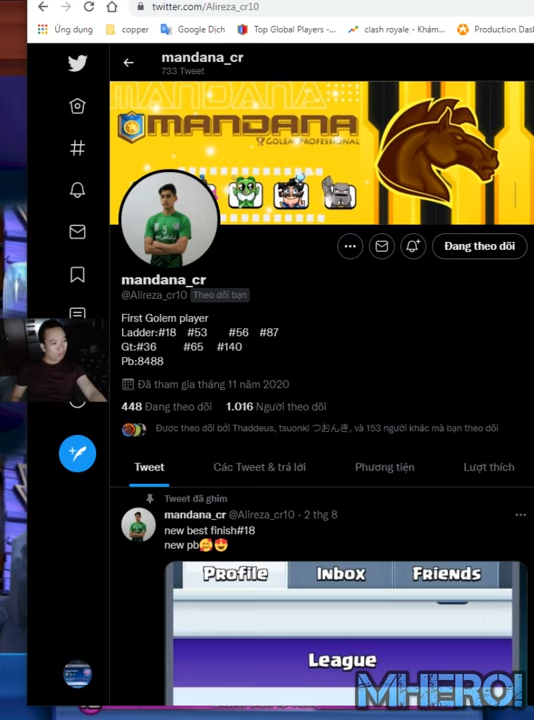 twitter.com/Alireza_cr10
Ứng dụng copper Google Dịch Top Global Players -... clash royale - Khám... Production Das
mandana_cr
733 Tweet
MANDANA
MANDANA
GOLEM PROFESSIONAL
5
Đang theo dõi
mandana_cr
@Alireza_cr10 Theo dõi bạn
First Golem player
Ladder:#18 #53 #56 #87
Gt:#36 #65 #140
Pb:8488
Đã tham gia tháng 11 năm 2020
448 Đang theo dõi 1.016 Người theo dõi
Được theo dõi bởi Thaddeus, tsuonki つおんき, và 153 người khác mà bạn theo dõi
Tweet Các Tweet & trả lời Phương tiện Lượt thích
Tweet đã ghim
mandana_cr @Alireza_cr10 · 2 thg 8
new best finish#18
new pb🥰😍
Profile Inbox Friends
League
MHERO!